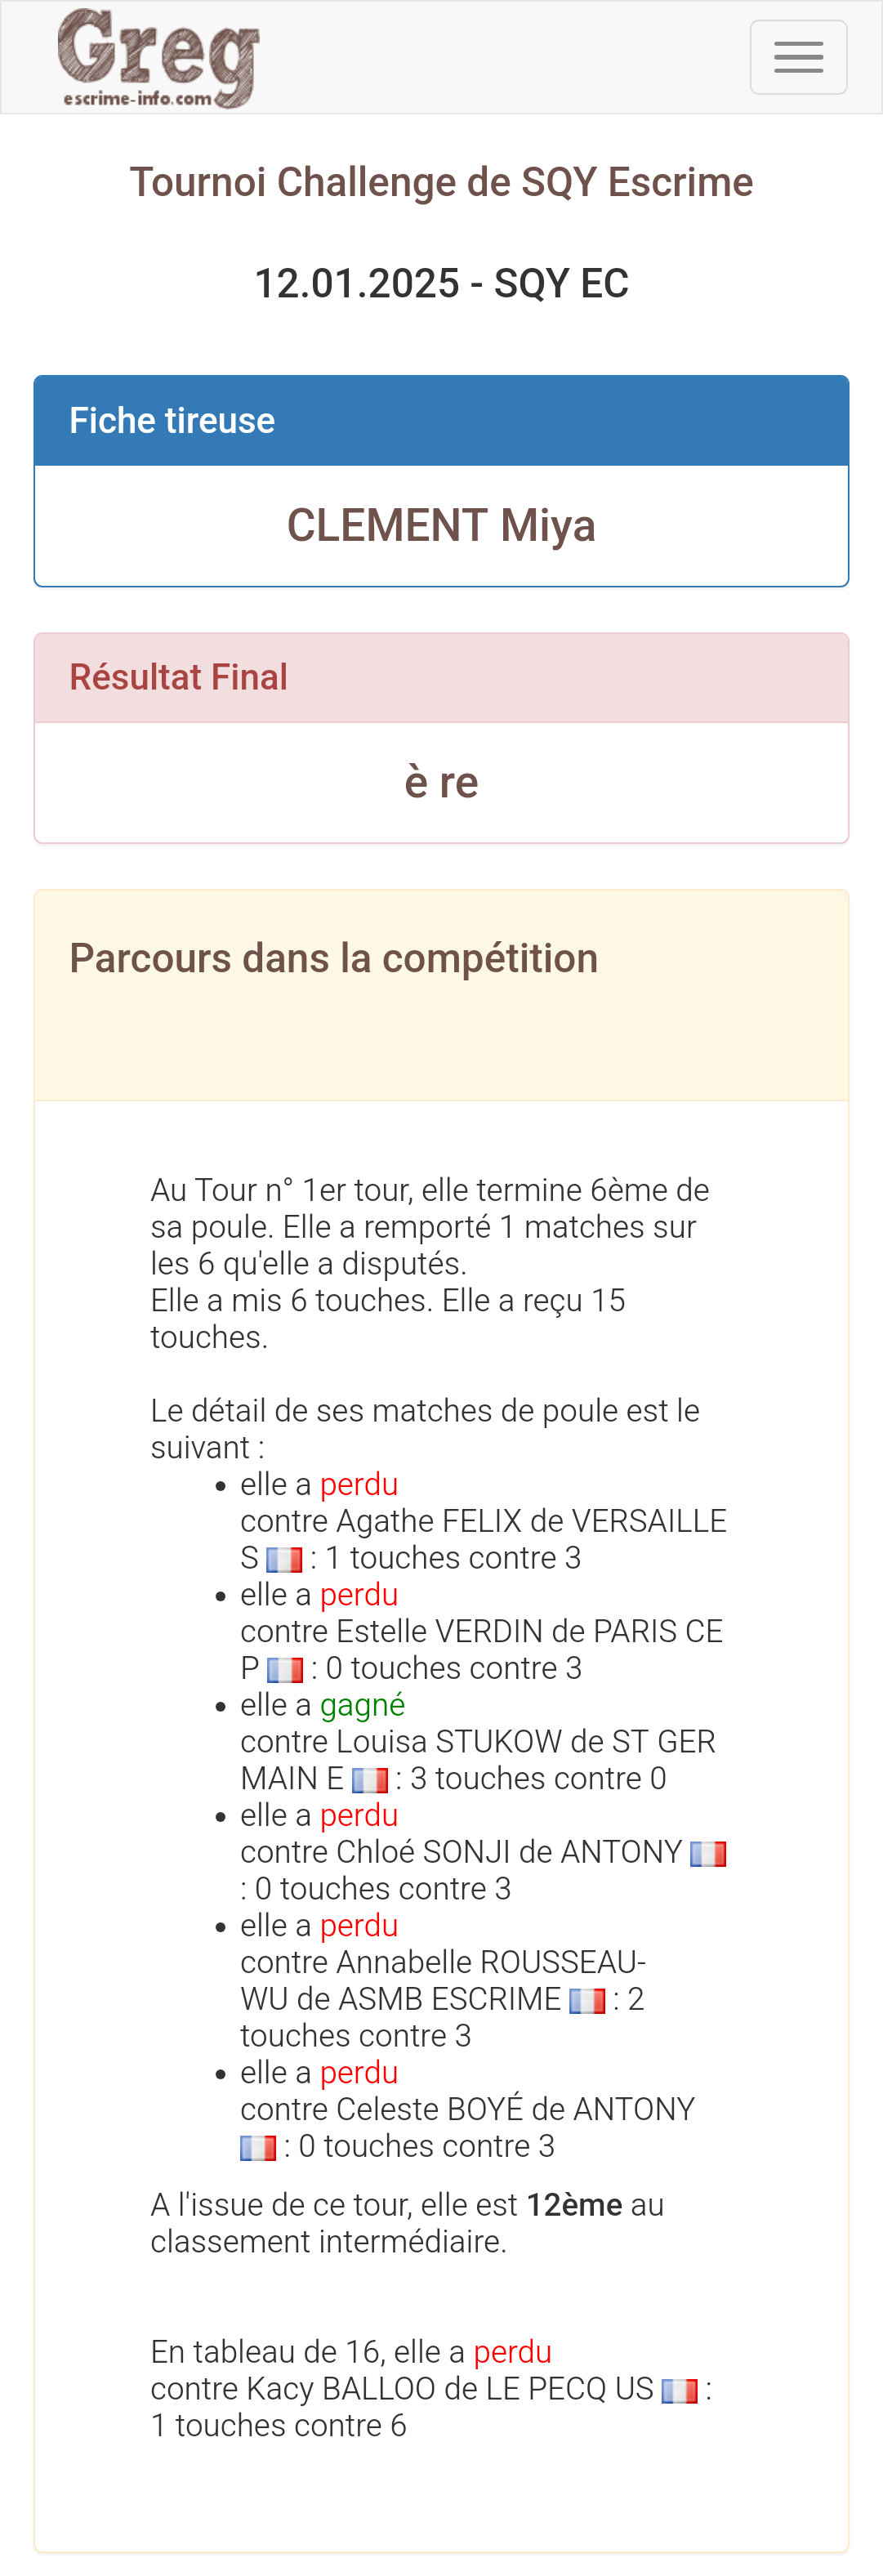 Greg
escrime-info.com
Tournoi Challenge de SQY Escrime
12.01.2025 - SQY EC
Fiche tireuse
CLEMENT Miya
Résultat Final
è re
Parcours dans la compétition
Au Tour n° 1er tour, elle termine 6ème de
sa poule. Elle a remporté 1 matches sur
les 6 qu'elle a disputés.
Elle a mis 6 touches. Elle a reçu 15
touches.
Le détail de ses matches de poule est le
suivant :
• elle a perdu
contre Agathe FELIX de VERSAILLE
S : 1 touches contre 3
• elle a perdu
contre Estelle VERDIN de PARIS CE
P : 0 touches contre 3
• elle a gagné
contre Louisa STUKOW de ST GER
MAIN E : 3 touches contre 0
• elle a perdu
contre Chloé SONJI de ANTONY
: 0 touches contre 3
• elle a perdu
contre Annabelle ROUSSEAU-
WU de ASMB ESCRIME : 2
touches contre 3
• elle a perdu
contre Celeste BOYÉ de ANTONY
: 0 touches contre 3
A l'issue de ce tour, elle est 12ème au
classement intermédiaire.
En tableau de 16, elle a perdu
contre Kacy BALLOO de LE PECQ US :
1 touches contre 6